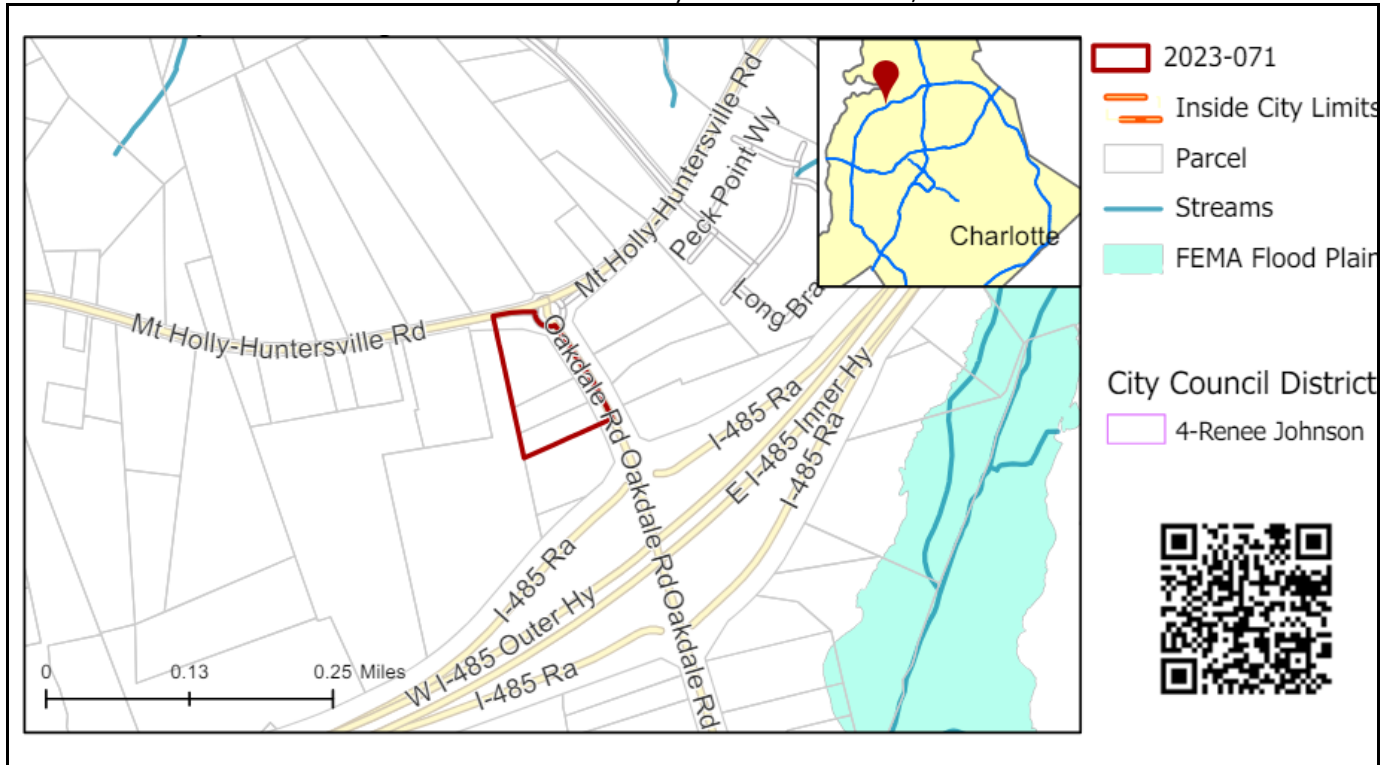 2023-071
Inside City Limits
Parcel
Streams
FEMA Flood Plain
City Council District
4-Renee Johnson
Charlotte
Mt Holly-Huntersville Rd
Mt Holly-Huntersville Rd
Peck Point Wy
Long Bra
Oakdale Rd
Oakdale Rd
Oakdale Rd
Oakdale Rd
I-485 Ra
E I-485 Inner Hy
I-485 Ra
I-485 Ra
W I-485 Outer Hy
I-485 Ra
0 0.13 0.25 Miles